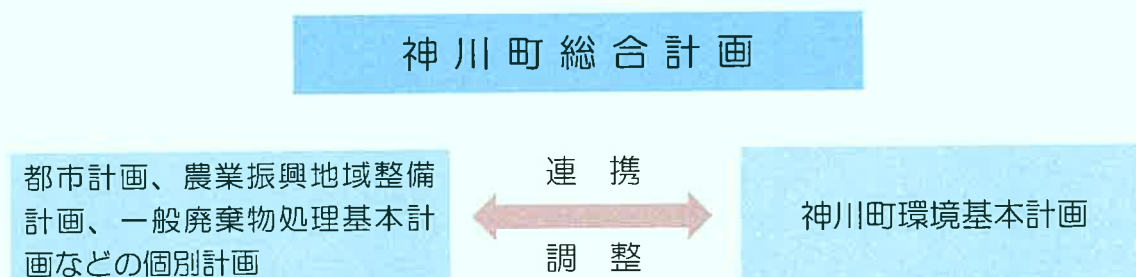 神川町総合計画
都市計画、農業振興地域整備
計画、一般廃棄物処理基本計
画などの個別計画
連携
調整
神川町環境基本計画